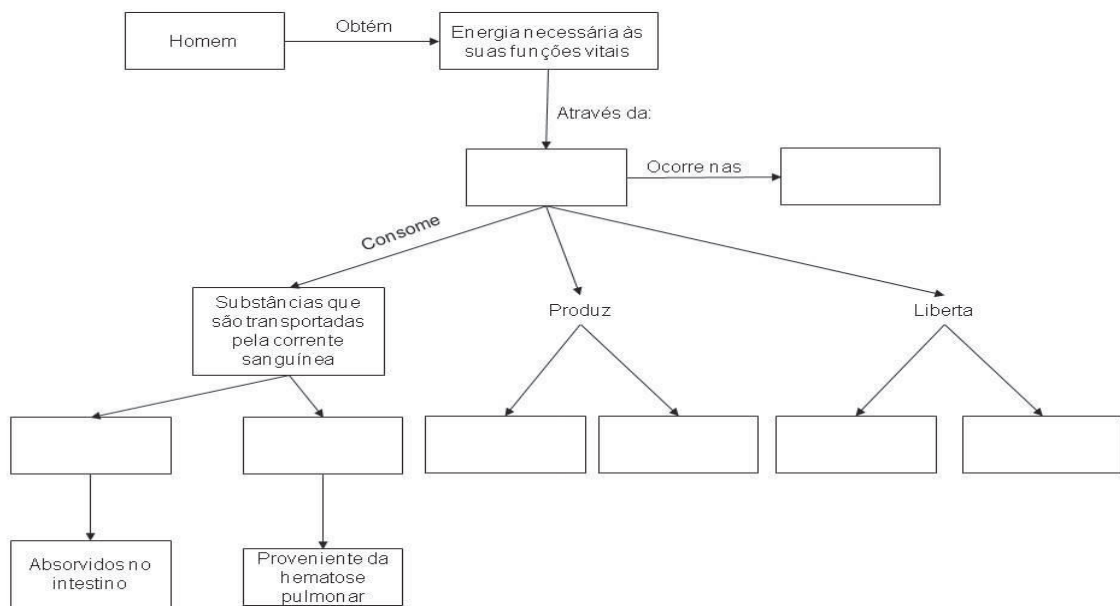 Homem
Obtém
Energia necessária às
suas funções vitais
Através da:
Ocorre nas
Consome
Substâncias que
são transportadas
pela corrente
sanguínea
Produz
Liberta
Absorvidos no
intestino
Proveniente da
hematose
pulmonar